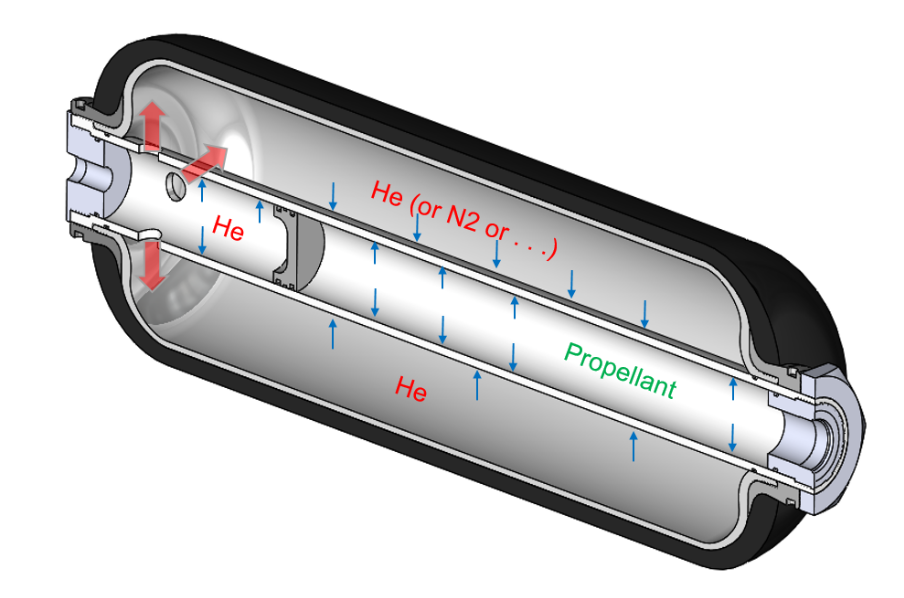 He (or N2 or . . .)
He
Propellant
He